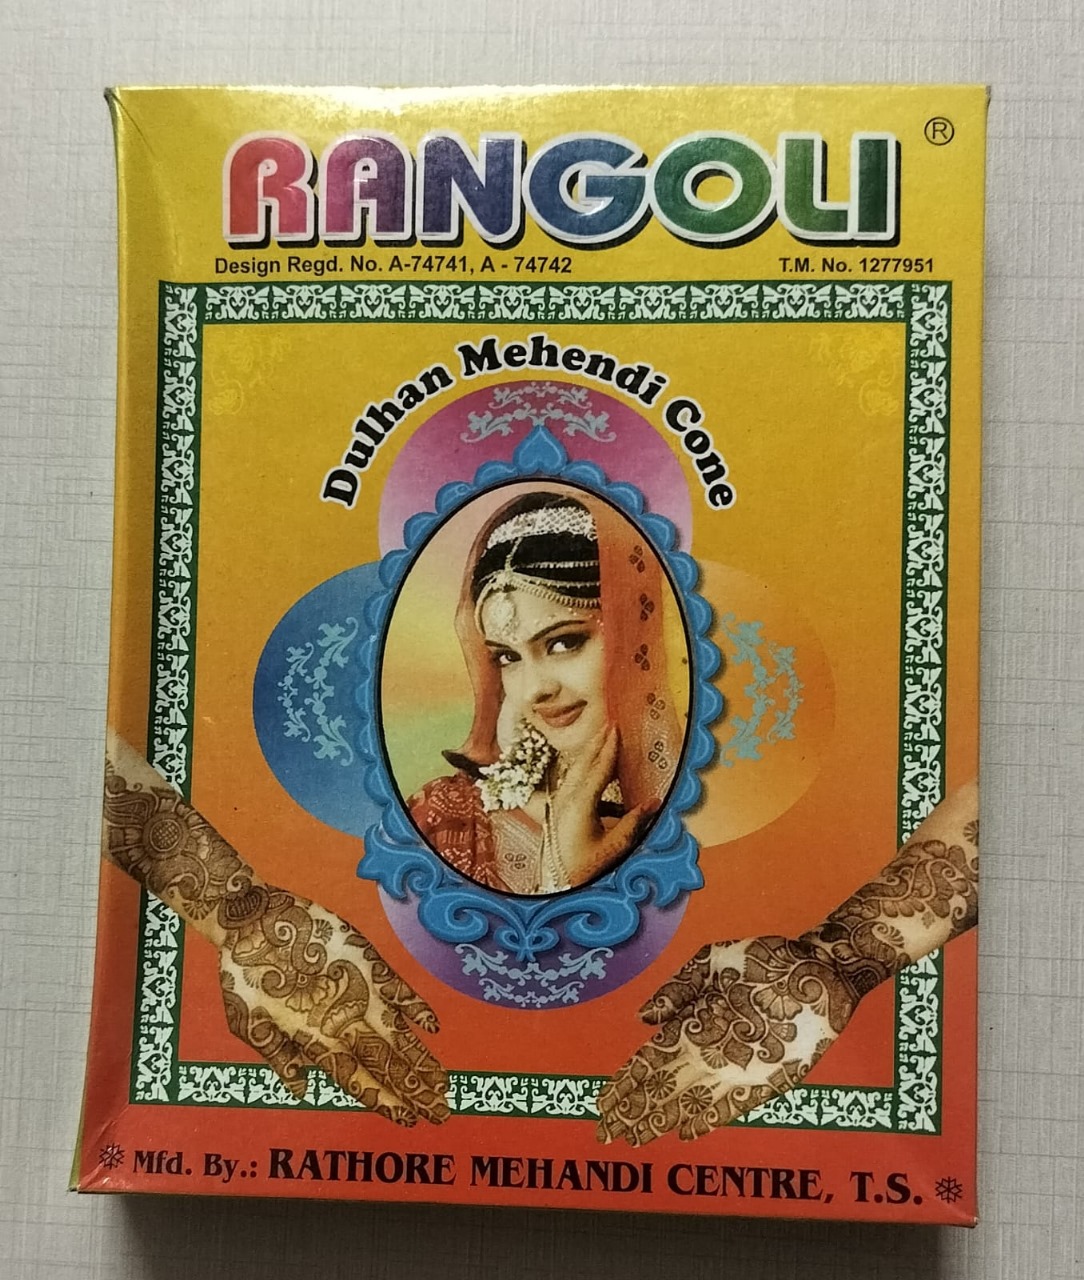 RANGOLI ®
Design Regd. No. A-74741, A - 74742 T.M. No. 1277951
Dulhan Mehendi Cone
Mfd. By.: RATHORE MEHANDI CENTRE, T.S.